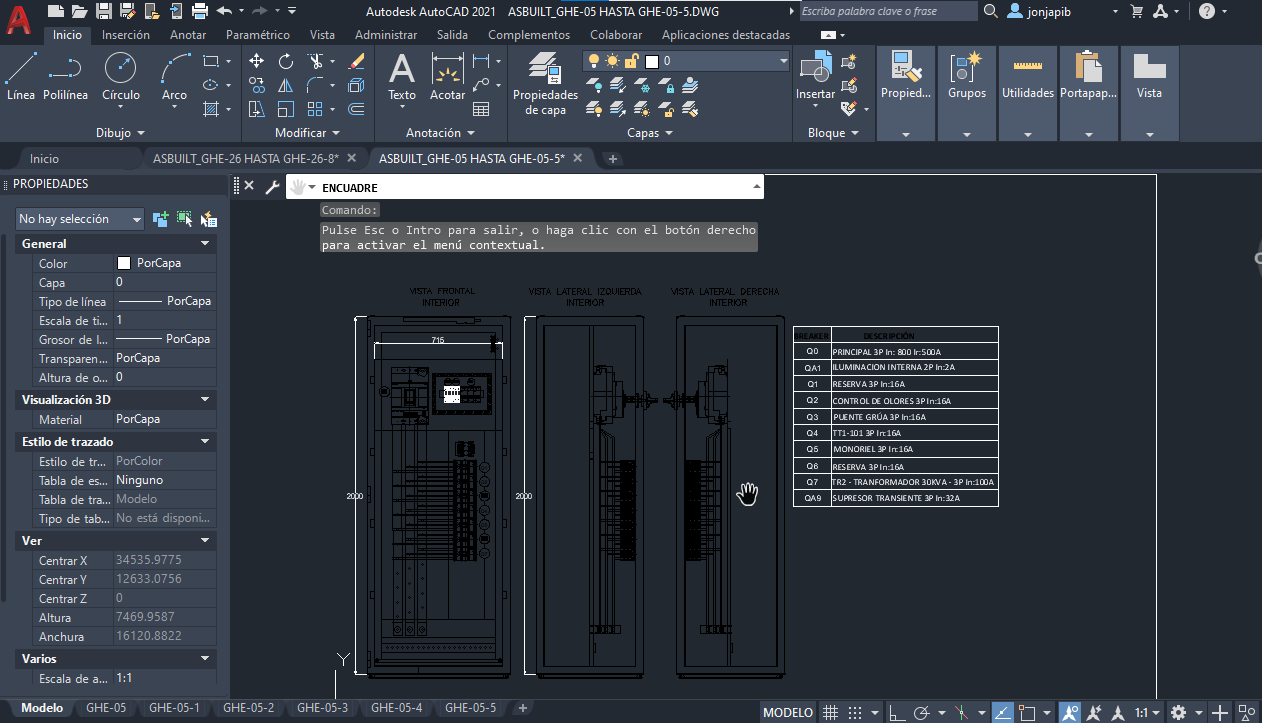 Autodesk AutoCAD 2021 ASBUILT_GHE-05 HASTA GHE-05-5.DWG
Escriba palabra clave o frase
jonjapib
Inicio Inserción Anotar Paramétrico Vista Administrar Salida Complementos Colaborar Aplicaciones destacadas
0
Línea Polilínea Círculo Arco
Texto Acotar
Propiedades de capa
Insertar
Propied... Grupos Utilidades Portapap... Vista
Dibujo Modificar Anotación Capas Bloque
Inicio ASBUILT_GHE-26 HASTA GHE-26-8* ASBUILT_GHE-05 HASTA GHE-05-5*
PROPIEDADES
No hay selección
General
Color PorCapa
Capa 0
Tipo de línea PorCapa
Escala de ti... 1
Grosor de l... PorCapa
Transparen... PorCapa
Altura de o... 0
Visualización 3D
Material PorCapa
Estilo de trazado
Estilo de tr... PorColor
Tabla de es... Ninguno
Tabla de tra... Modelo
Tipo de tab... No está disponi...
Ver
Centrar X 34535.9775
Centrar Y 12633.0756
Centrar Z 0
Altura 7469.9587
Anchura 16120.8822
Varios
Escala de a... 1:1
ENCUADRE
Comando:
Pulse Esc o Intro para salir, o haga clic con el botón derecho
para activar el menú contextual.
VISTA FRONTAL
INTERIOR
VISTA LATERAL IZQUIERDA
INTERIOR
VISTA LATERAL DERECHA
INTERIOR
715
2000
2000
BREAKER DESCRIPCIÓN
Q0 PRINCIPAL 3P In: 800 Ir:500A
QA1 ILUMINACION INTERNA 2P In:2A
Q1 RESERVA 3P In:16A
Q2 CONTROL DE OLORES 3P In:16A
Q3 PUENTE GRÚA 3P In:16A
Q4 TT1-101 3P In:16A
Q5 MONORIEL 3P In:16A
Q6 RESERVA 3P In:16A
Q7 TR2 - TRANFORMADOR 30KVA - 3P In:100A
QA9 SUPRESOR TRANSIENTE 3P In:32A
Y
Modelo GHE-05 GHE-05-1 GHE-05-2 GHE-05-3 GHE-05-4 GHE-05-5
MODELO
1:1